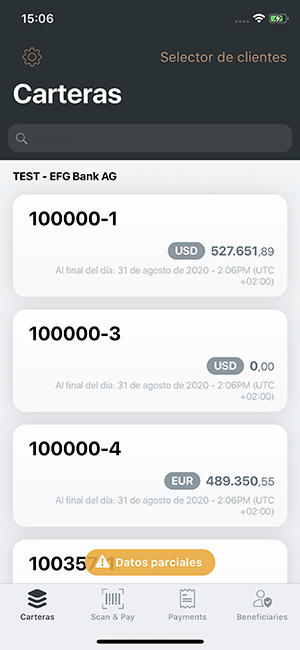 15:06
Selector de clientes
Carteras
TEST - EFG Bank AG
100000-1
USD 527.651,89
Al final del día: 31 de agosto de 2020 - 2:06PM (UTC
+02:00)
100000-3
USD 0,00
Al final del día: 31 de agosto de 2020 - 2:06PM (UTC
+02:00)
100000-4
EUR 489.350,55
Al final del día: 31 de agosto de 2020 - 2:06PM (UTC
+02:00)
Datos parciales
Carteras
Scan & Pay
Payments
Beneficiaries